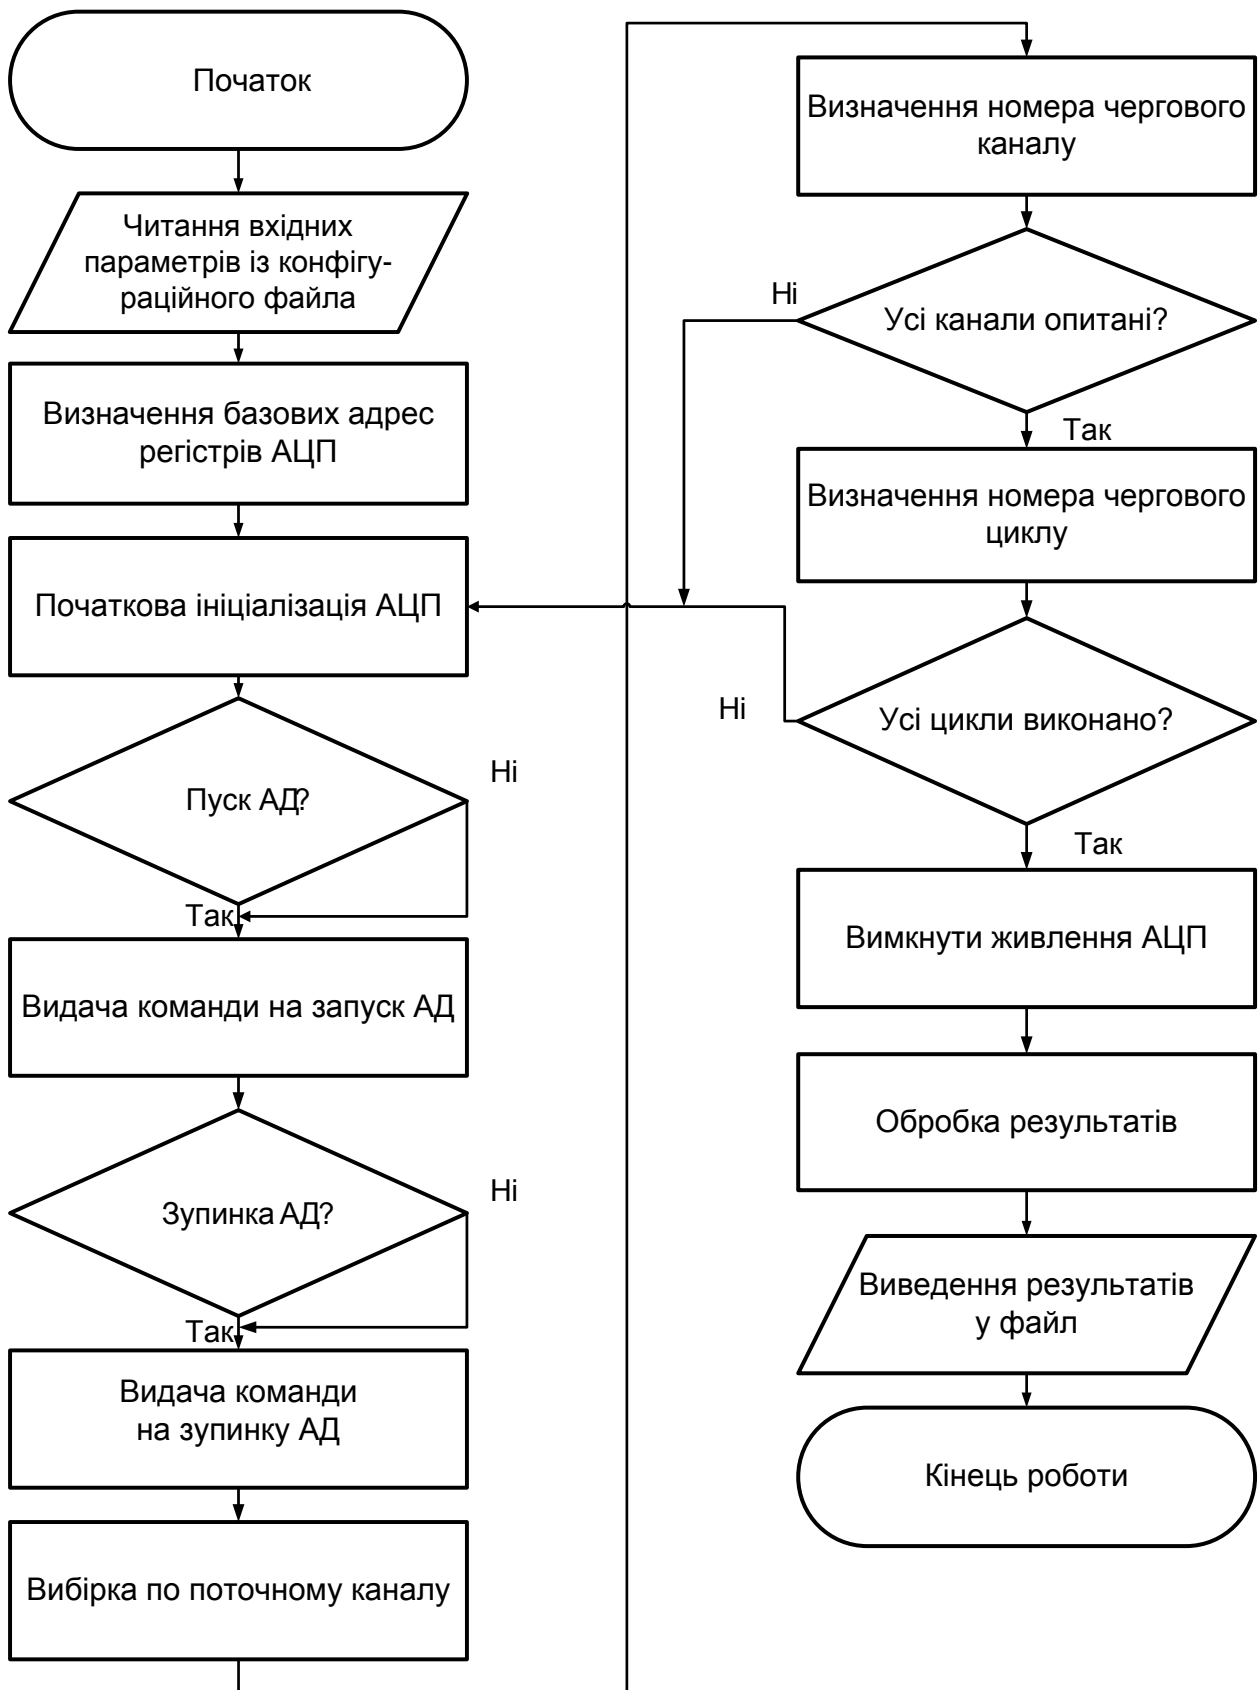 Початок
Читання вхідних
параметрів із конфігу-
раційного файла
Визначення базових адрес
регістрів АЦП
Початкова ініціалізація АЦП
Пуск АД?
Ні
Так
Видача команди на запуск АД
Зупинка АД?
Ні
Так
Видача команди
на зупинку АД
Вибірка по поточному каналу
Визначення номера чергового
каналу
Ні
Усі канали опитані?
Так
Визначення номера чергового
циклу
Ні
Усі цикли виконано?
Так
Вимкнути живлення АЦП
Обробка результатів
Виведення результатів
у файл
Кінець роботи